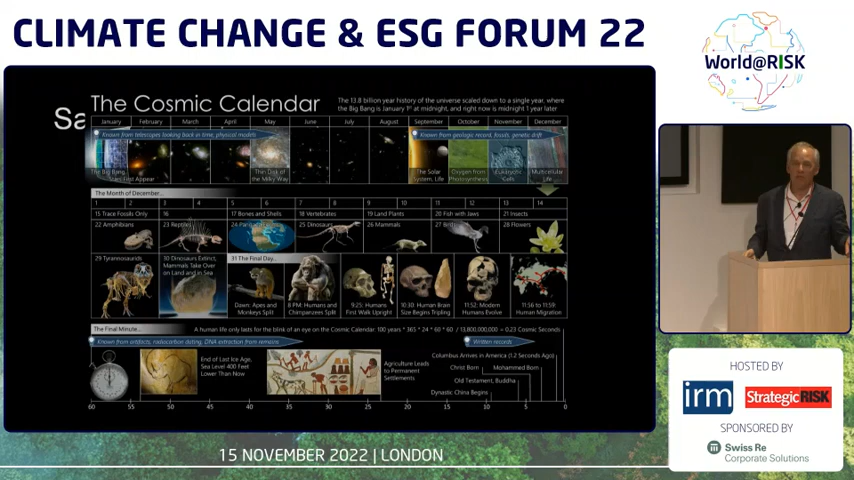 CLIMATE CHANGE & ESG FORUM 22
World@RISK
Sa
The Cosmic Calendar
The 13.8 billion year history of the universe scaled down to a single year, where
the Big Bang is January 1st at midnight, and right now is midnight 1 year later
January February March April May June July August September October November December
Known from telescopes looking back in time, physical models
Known from geologic record, fossils, genetic drift
The Big Bang,
Stars First Appear
Thin Disk of
the Milky Way
The Solar
System, Life
Oxygen from
Photosynthesis
Eukaryotic
Cells
Multicellular
Life
The Month of December...
1 2 3 4 5 6 7 8 9 10 11 12 13 14
15 Trace Fossils Only 16 17 Bones and Shells 18 Vertebrates 19 Land Plants 20 Fish with Jaws 21 Insects
22 Amphibians 23 Reptiles 24 25 Dinosaurs 26 Mammals 27 Birds 28 Flowers
29 Tyrannosaurids
30 Dinosaurs Extinct,
Mammals Take Over
on Land and in Sea
31 The Final Day...
Dawn: Apes and
Monkeys Split
8 PM: Humans and
Chimpanzees Split
9:25: Humans
First Walk Upright
10:30: Human Brain
Size Begins Tripling
11:52: Modern
Humans Evolve
11:56 to 11:59:
Human Migration
The Final Minute...
A human life only lasts for the blink of an eye on the Cosmic Calendar: 100 years * 365 * 24 * 60 * 60 / 13,800,000,000 = 0.23 Cosmic Seconds
Known from artifacts, radiocarbon dating, DNA extraction from remains
Written records
End of Last Ice Age,
Sea Level 400 Feet
Lower Than Now
Agriculture Leads
to Permanent
Settlements
Columbus Arrives in America (1.2 Seconds Ago)
Christ Born Mohammed Born
Old Testament, Buddha
Dynastic China Begins
60 55 50 45 40 35 30 25 20 15 10 5 0
HOSTED BY
irm
StrategicRISK
SPONSORED BY
Swiss Re
Corporate Solutions
15 NOVEMBER 2022 | LONDON